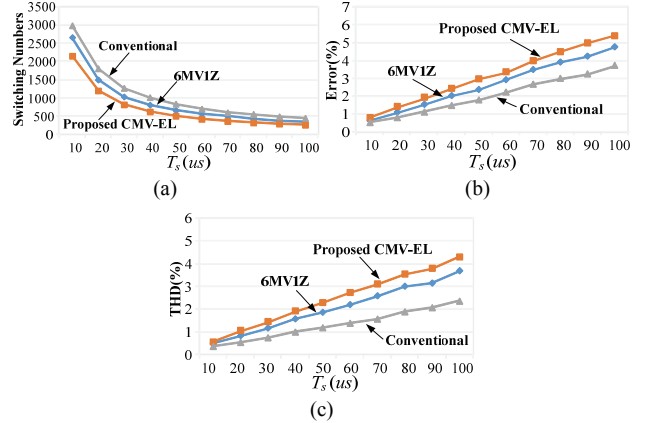 3500
3000
2500
2000
1500
1000
500
0
Switching Numbers
Conventional
6MV1Z
Proposed CMV-EL
10 20 30 40 50 60 70 80 90 100
Ts (us)
(a)
7
6
5
4
3
2
1
0
Error(%)
Proposed CMV-EL
6MV1Z
Conventional
10 20 30 40 50 60 70 80 90 100
Ts (us)
(b)
6
5
4
3
2
1
0
THD(%)
Proposed CMV-EL
6MV1Z
Conventional
10 20 30 40 50 60 70 80 90 100
Ts (us)
(c)